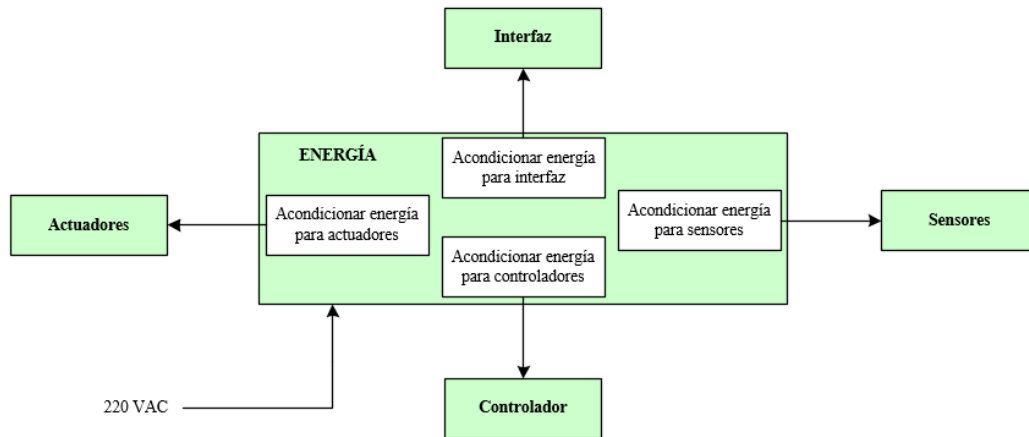 Interfaz
ENERGÍA
Acondicionar energía
para interfaz
Actuadores
Acondicionar energía
para actuadores
Acondicionar energía
para sensores
Sensores
Acondicionar energía
para controladores
220 VAC
Controlador